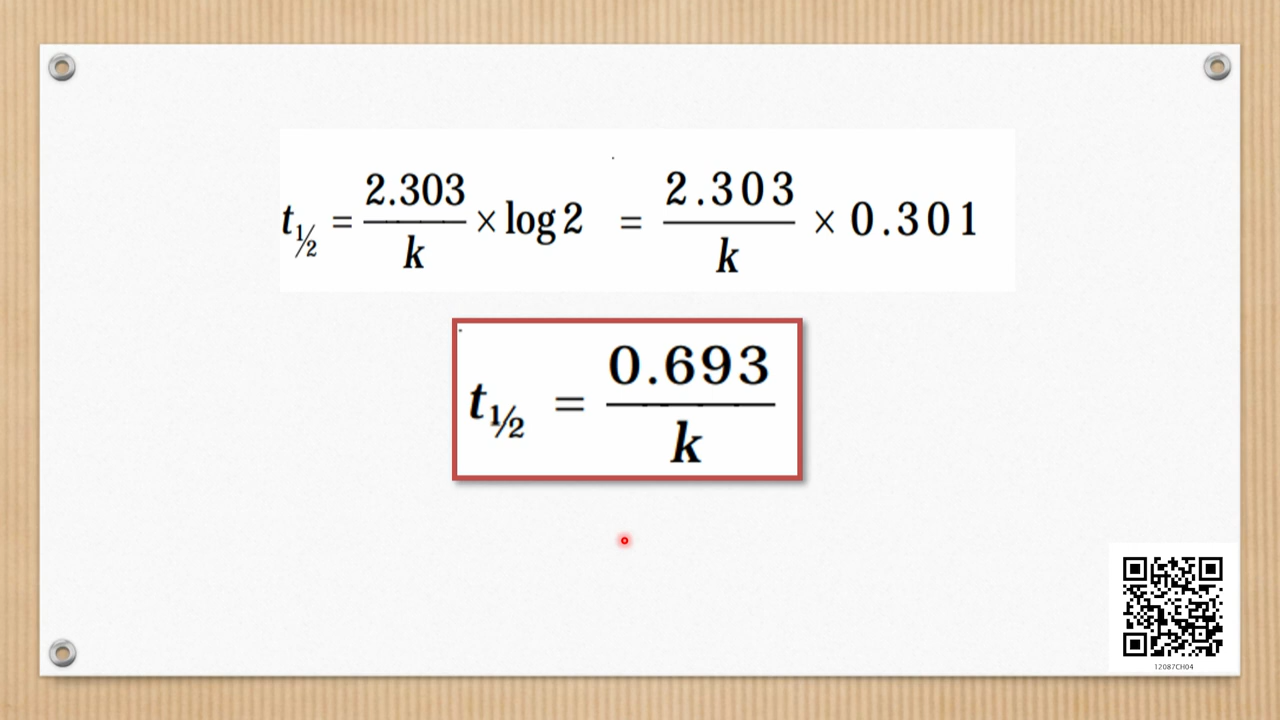 t½ = 2.303/k × log 2 = 2.303/k × 0.301
t½ = 0.693/k
12087CH04